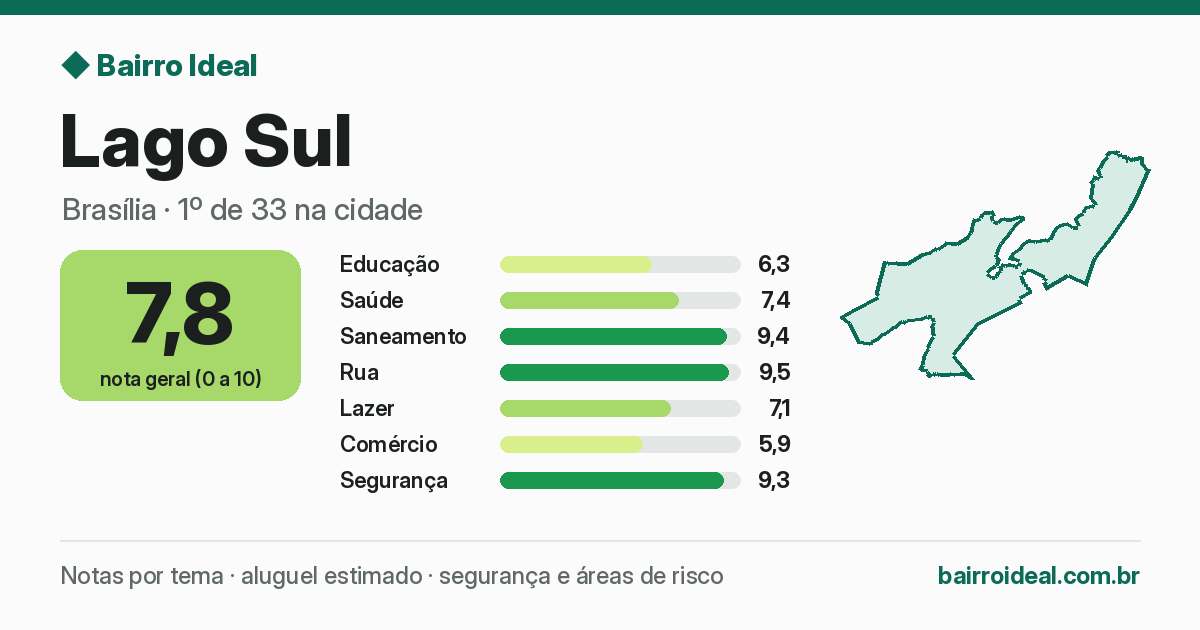 Bairro Ideal
Lago Sul
Brasília · 1º de 33 na cidade
7,8
nota geral (0 a 10)
Educação 6,3
Saúde 7,4
Saneamento 9,4
Rua 9,5
Lazer 7,1
Comércio 5,9
Segurança 9,3
Notas por tema · aluguel estimado · segurança e áreas de risco
bairroideal.com.br